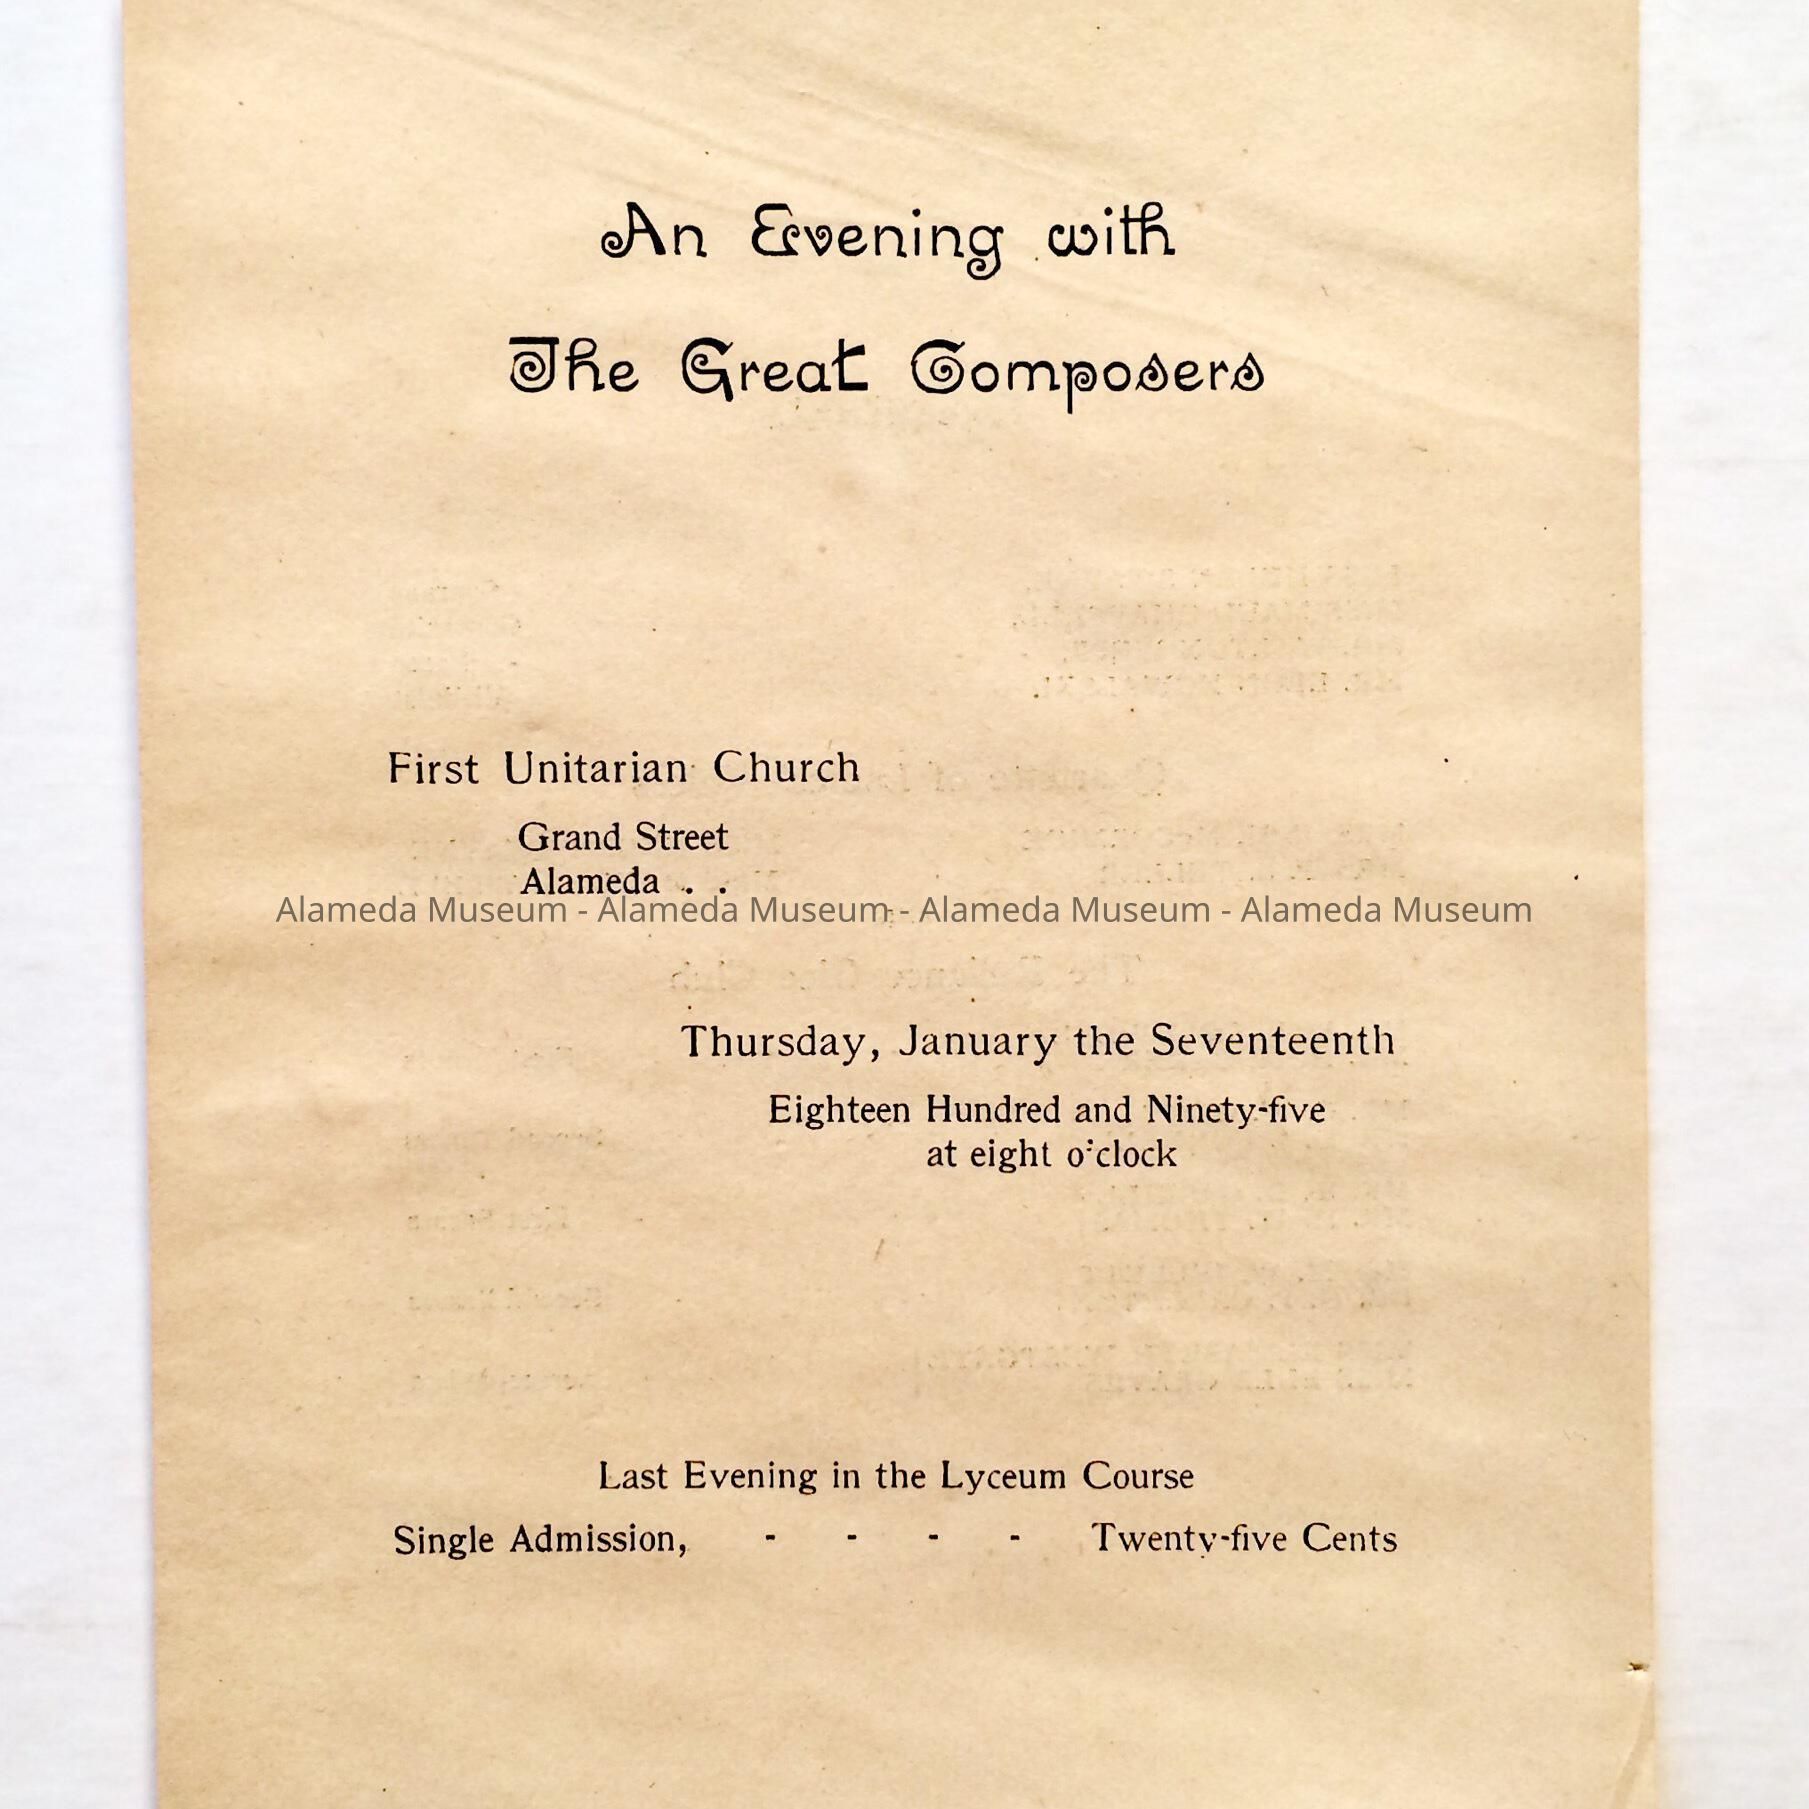 An Evening with
The Great Composers
First Unitarian Church
Grand Street
Alameda . .
Alameda Museum - Alameda Museum - Alameda Museum - Alameda Museum
Thursday, January the Seventeenth
Eighteen Hundred and Ninety-five
at eight o'clock
Last Evening in the Lyceum Course
Single Admission, - - - - Twenty-five Cents